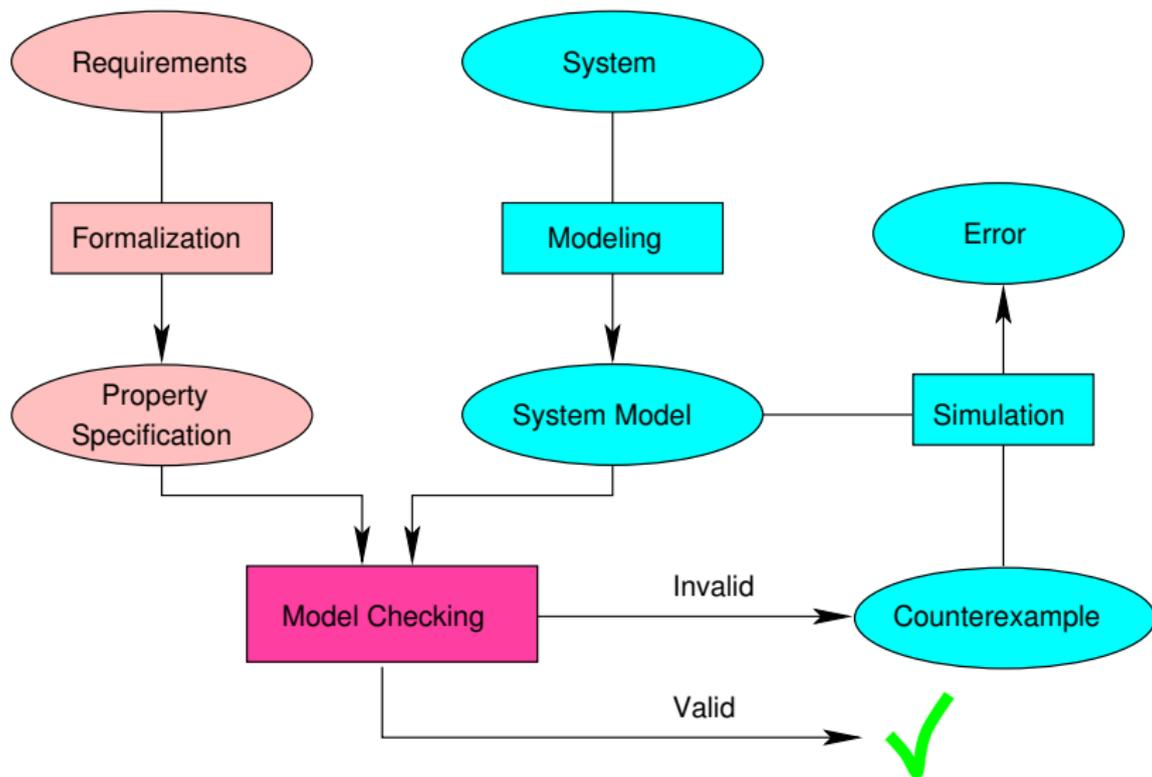 Requirements
System
Formalization
Modeling
Error
Property
Specification
System Model
Simulation
Invalid
Model Checking
Counterexample
Valid